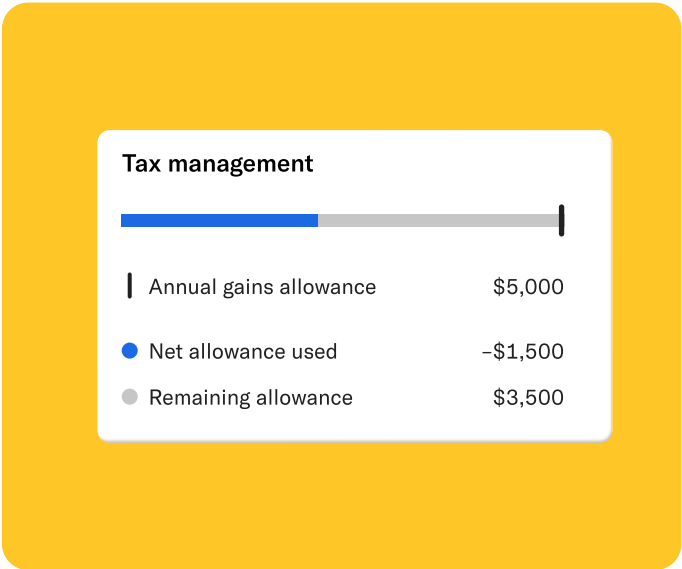 Tax management
Annual gains allowance $5,000
Net allowance used –$1,500
Remaining allowance $3,500